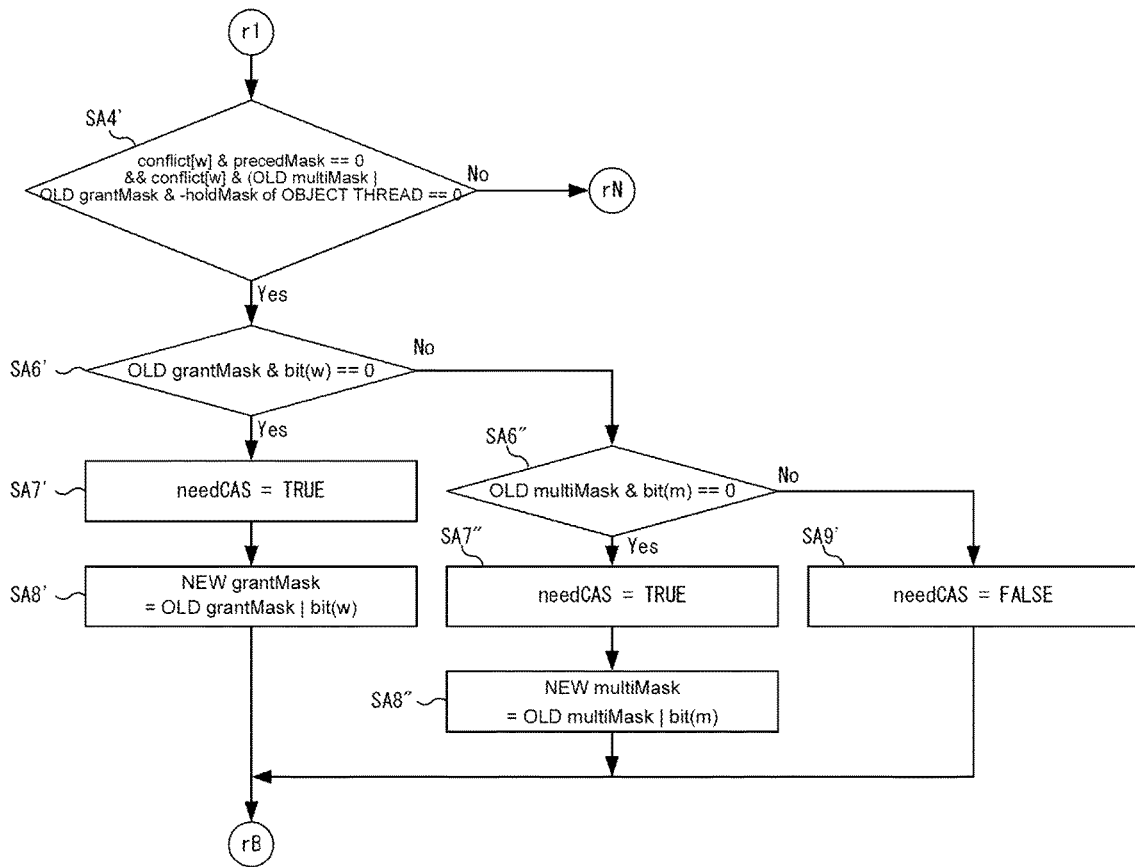 r1
SA4'
conflict[w] & precedMask == 0
&& conflict[w] & (OLD multiMask |
OLD grantMask & ~holdMask of OBJECT THREAD == 0
No
rN
Yes
SA6'
OLD grantMask & bit(w) == 0
No
Yes
SA6"
OLD multiMask & bit(m) == 0
No
SA7'
needCAS = TRUE
SA7"
Yes
SA9'
needCAS = TRUE
needCAS = FALSE
SA8'
NEW grantMask
= OLD grantMask | bit(w)
SA8"
NEW multiMask
= OLD multiMask | bit(m)
rB